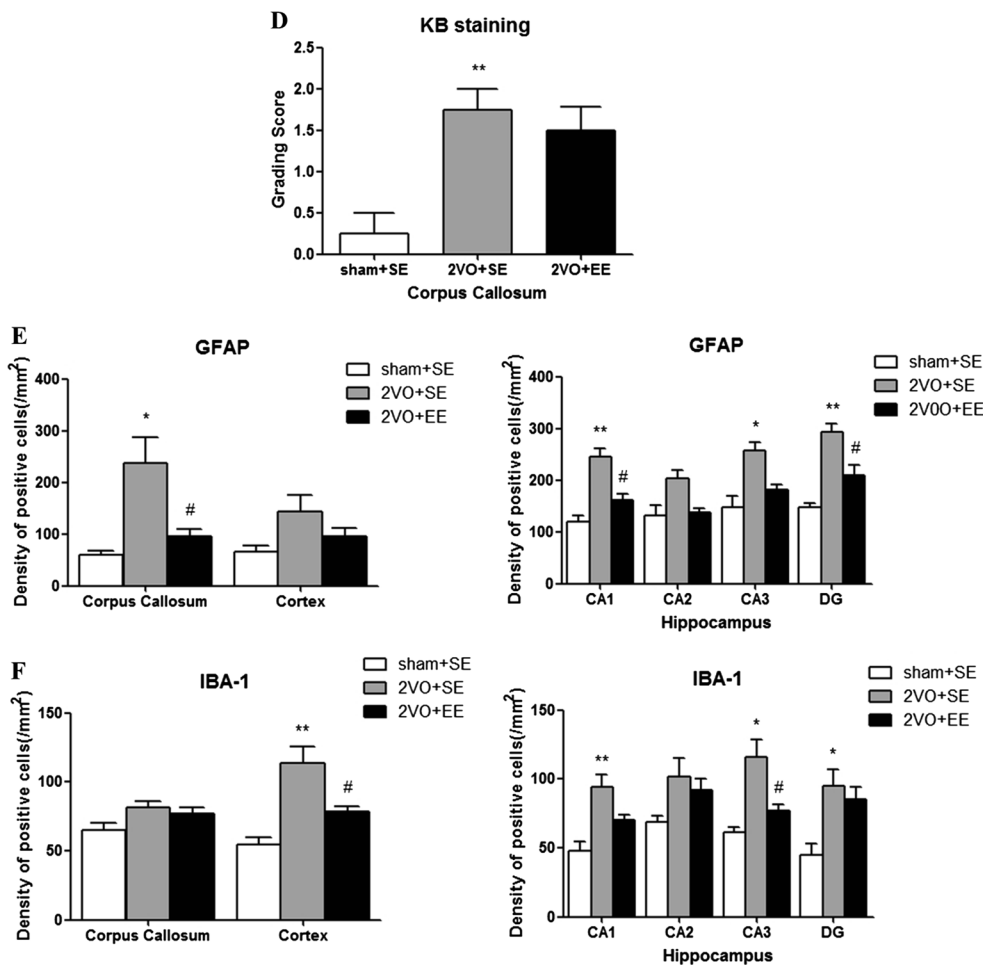 D
KB staining
2.5
2.0
1.5
1.0
0.5
0.0
Grading Score
**
sham+SE 2VO+SE 2VO+EE
Corpus Callosum
E
GFAP
sham+SE
2VO+SE
2VO+EE
400
300
200
100
0
Density of positive cells(/mm²)
*
#
Corpus Callosum Cortex
GFAP
sham+SE
2VO+SE
2V0O+EE
400
300
200
100
0
Density of positive cells(/mm²)
**
#
*
**
#
CA1 CA2 CA3 DG
Hippocampus
F
IBA-1
sham+SE
2VO+SE
2VO+EE
150
100
50
0
Density of positive cells(/mm²)
**
#
Corpus Callosum Cortex
IBA-1
sham+SE
2VO+SE
2VO+EE
150
100
50
0
Density of positive cells(/mm²)
**
*
#
*
CA1 CA2 CA3 DG
Hippocampus